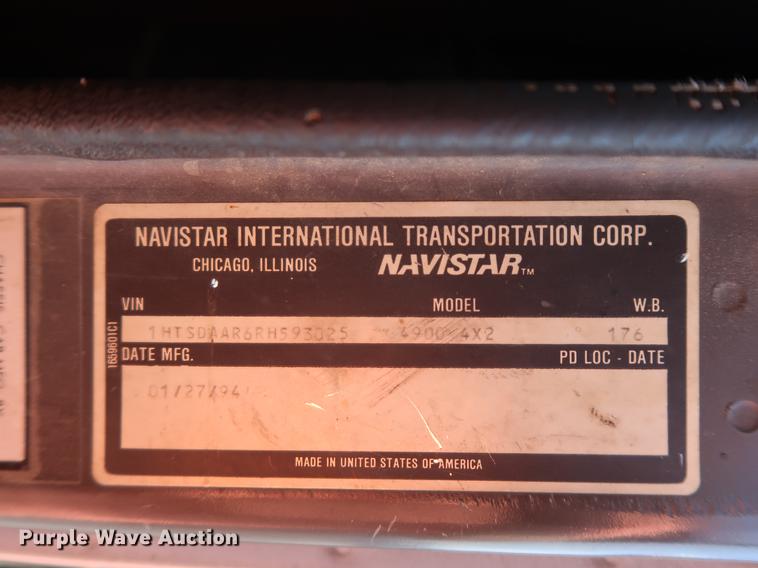 NAVISTAR INTERNATIONAL TRANSPORTATION CORP.
CHICAGO, ILLINOIS NAVISTAR™
VIN MODEL W.B.
1HTSDAAR6RH593025 4900 4X2 176
DATE MFG. PD LOC - DATE
01/27/94
MADE IN UNITED STATES OF AMERICA
1659601C1
Purple Wave Auction